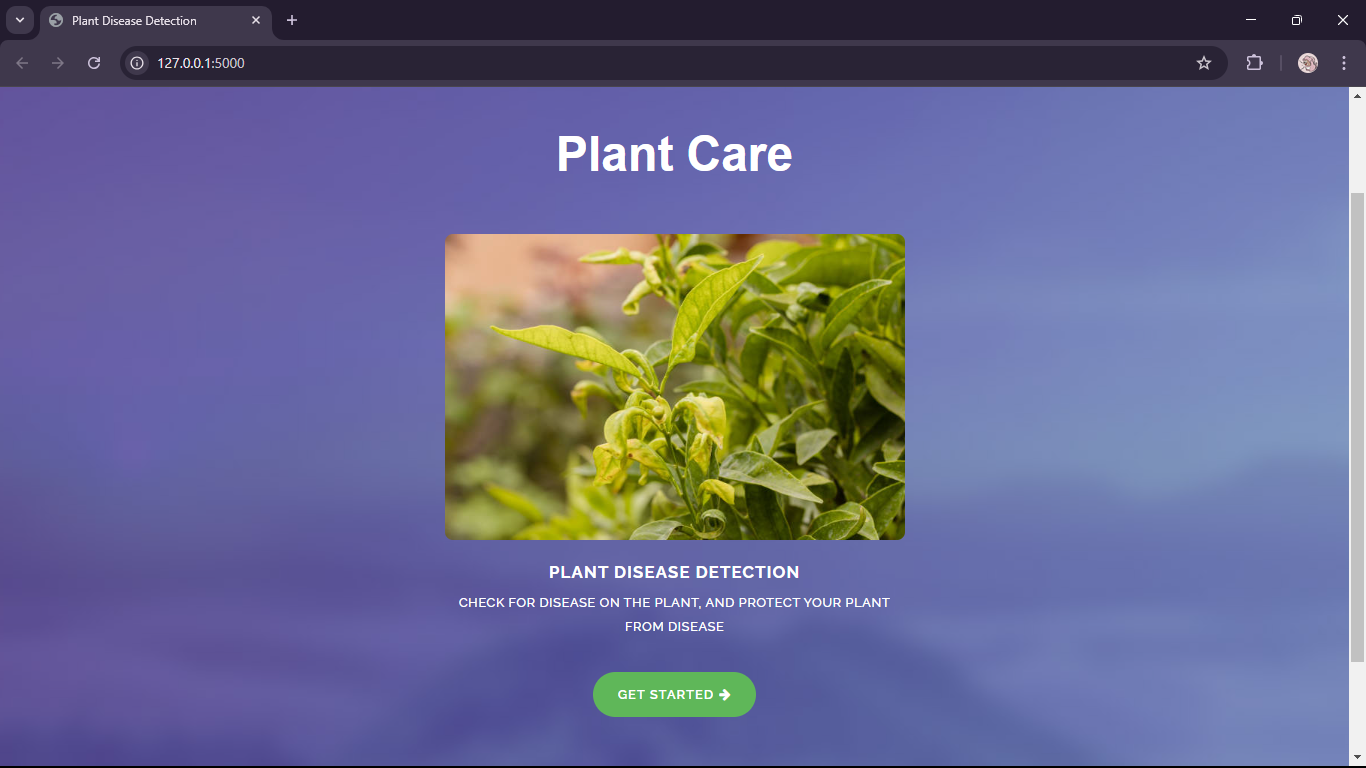 Plant Disease Detection
127.0.0.1:5000
Plant Care
PLANT DISEASE DETECTION
CHECK FOR DISEASE ON THE PLANT, AND PROTECT YOUR PLANT
FROM DISEASE
GET STARTED